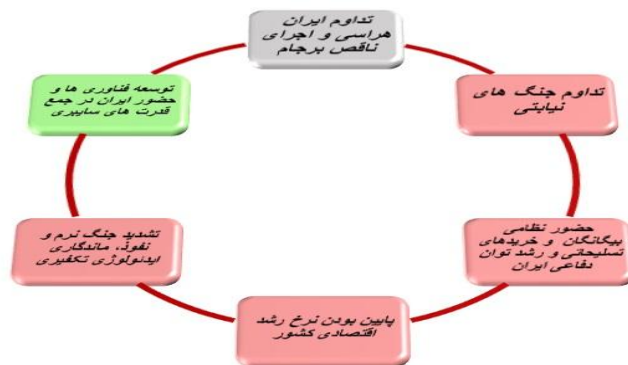 تداوم ایران
هراسی و اجرای
ناقص برجام
تداوم جنگ های
نیابتی
حضور نظامی
بیگانگان و خریدهای
تسلیحاتی و رشد توان
دفاعی ایران
پایین بودن نرخ رشد
اقتصادی کشور
تشدید جنگ نرم و
نفوذ، ماندگاری
ایدئولوژی تکفیری
توسعه فناوری ها و
حضور ایران در جمع
قدرت های سایبری